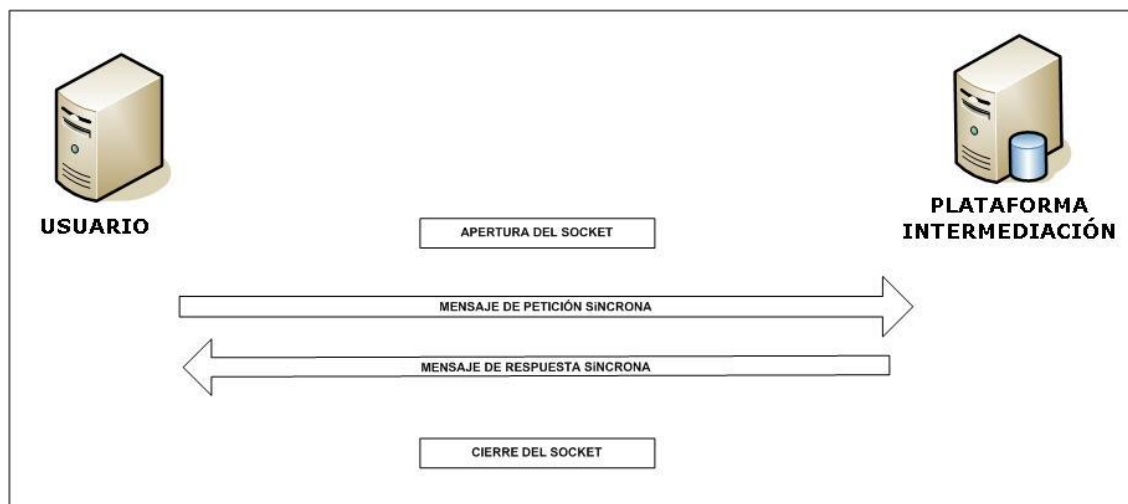 USUARIO
PLATAFORMA
INTERMEDIACIÓN
APERTURA DEL SOCKET
MENSAJE DE PETICIÓN SíNCRONA
MENSAJE DE RESPUESTA SíNCRONA
CIERRE DEL SOCKET